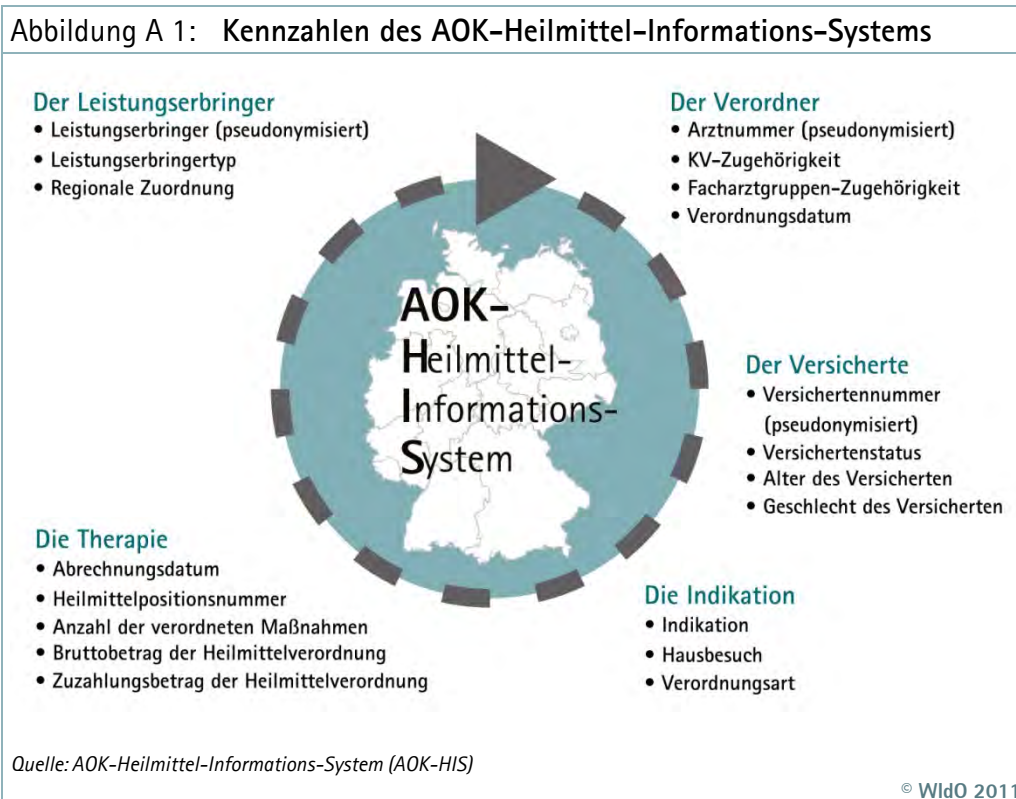 Abbildung A 1: Kennzahlen des AOK-Heilmittel-Informations-Systems
Der Leistungserbringer
• Leistungserbringer (pseudonymisiert)
• Leistungserbringertyp
• Regionale Zuordnung
Der Verordner
• Arztnummer (pseudonymisiert)
• KV-Zugehörigkeit
• Facharztgruppen-Zugehörigkeit
• Verordnungsdatum
AOK-
Heilmittel-
Informations-
System
Der Versicherte
• Versichertennummer
(pseudonymisiert)
• Versichertenstatus
• Alter des Versicherten
• Geschlecht des Versicherten
Die Therapie
• Abrechnungsdatum
• Heilmittelpositionsnummer
• Anzahl der verordneten Maßnahmen
• Bruttobetrag der Heilmittelverordnung
• Zuzahlungsbetrag der Heilmittelverordnung
Die Indikation
• Indikation
• Hausbesuch
• Verordnungsart
Quelle: AOK-Heilmittel-Informations-System (AOK-HIS)
© WIdO 2011